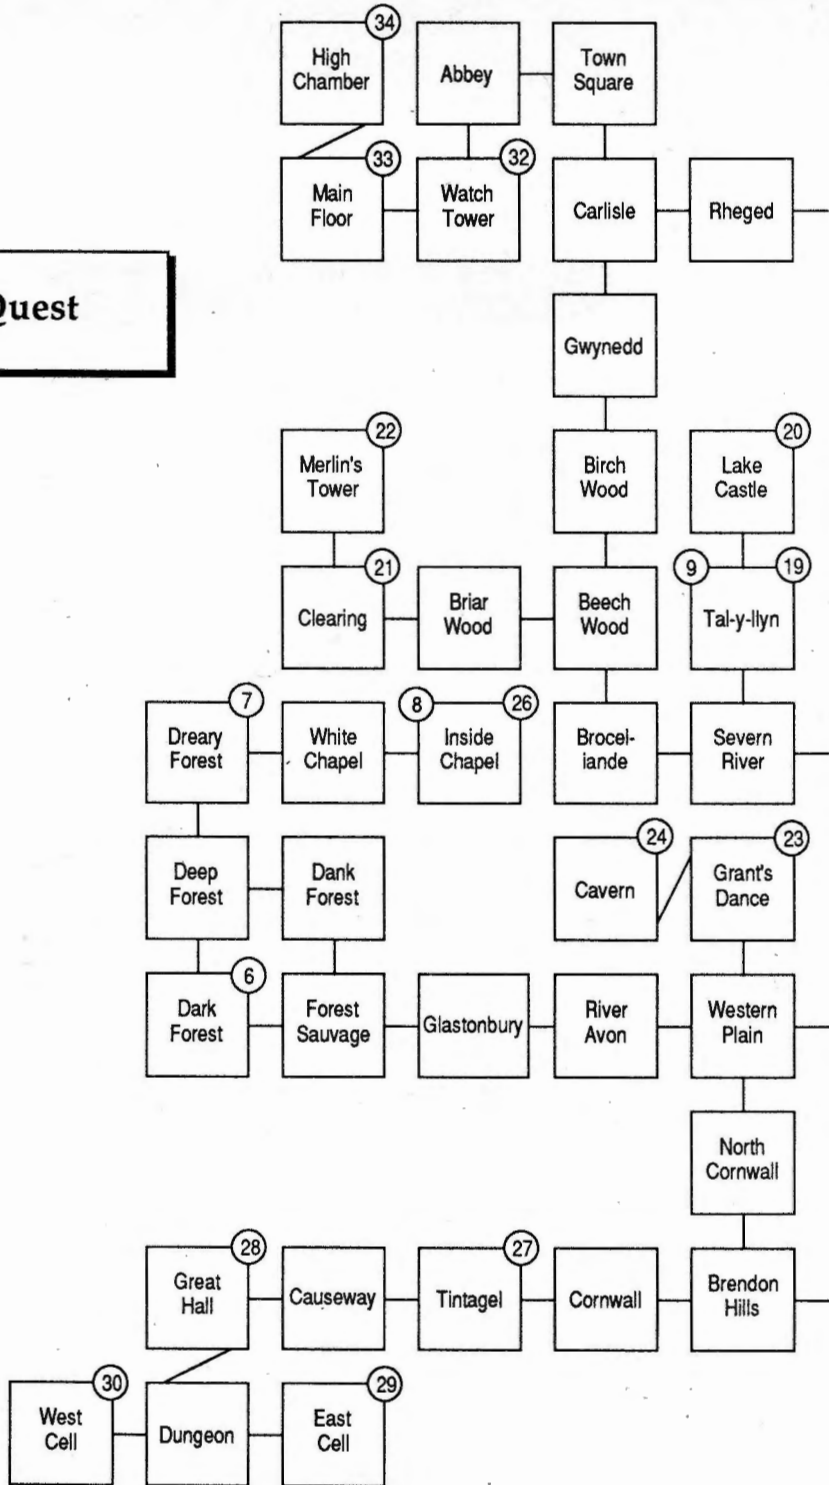 34
High
Chamber
Abbey
Town
Square
33
Main
Floor
32
Watch
Tower
Carlisle
Rheged
Quest
Gwynedd
22
Merlin's
Tower
Birch
Wood
20
Lake
Castle
21
Clearing
Briar
Wood
Beech
Wood
9
19
Tal-y-llyn
7
Dreary
Forest
White
Chapel
8
26
Inside
Chapel
Brocel-
iande
Severn
River
Deep
Forest
Dank
Forest
24
Cavern
23
Grant's
Dance
6
Dark
Forest
Forest
Sauvage
Glastonbury
River
Avon
Western
Plain
North
Cornwall
28
Great
Hall
Causeway
27
Tintagel
Cornwall
Brendon
Hills
30
West
Cell
Dungeon
29
East
Cell